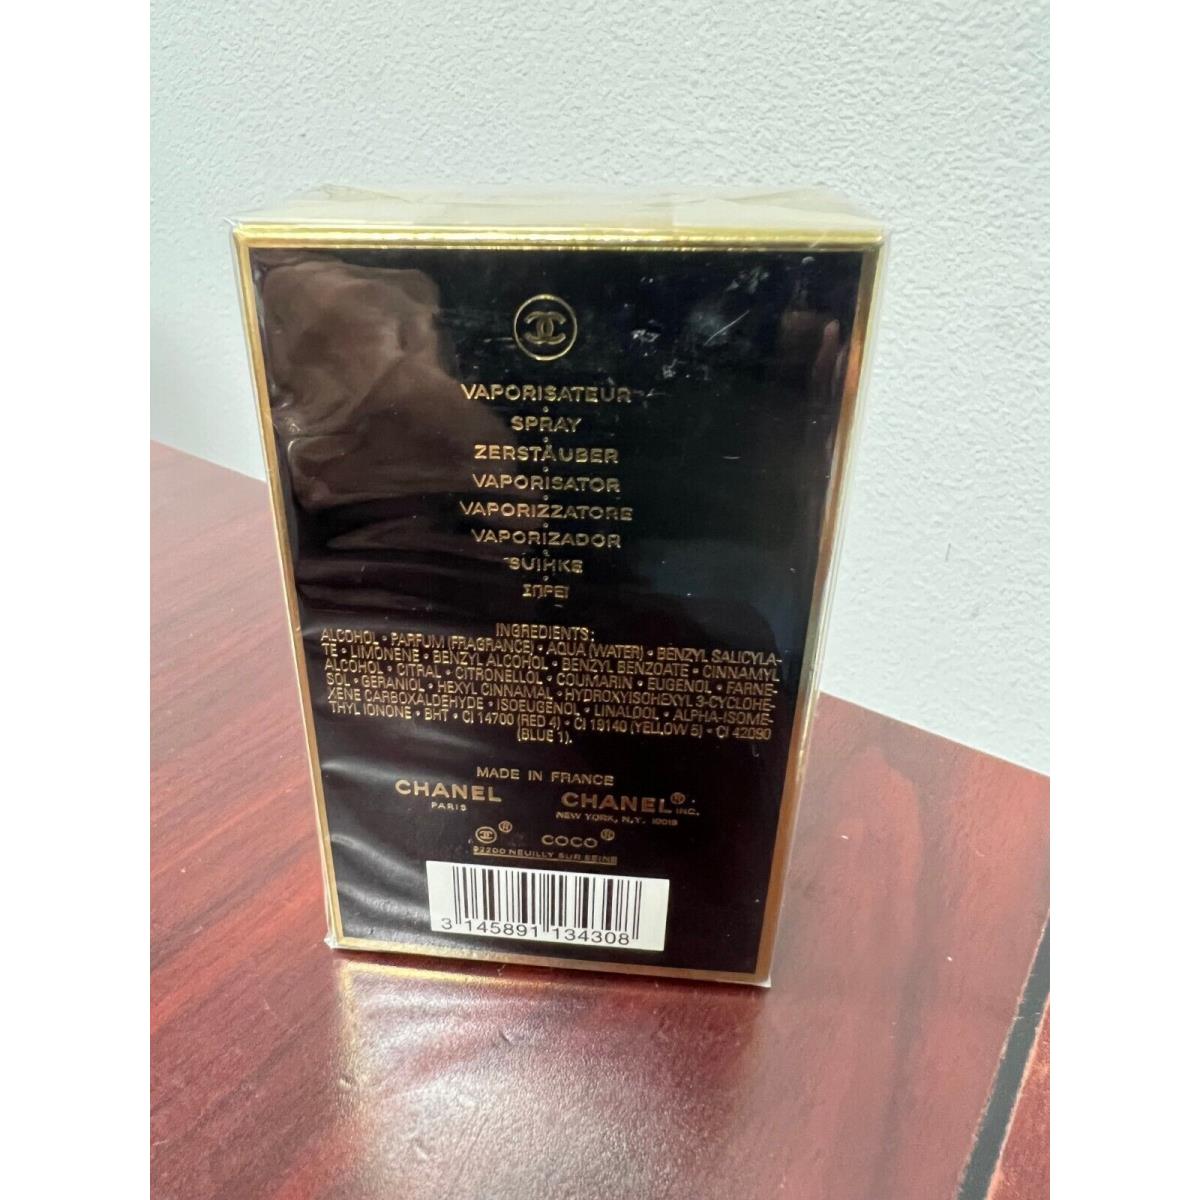 VAPORISATEUR
SPRAY
ZERSTÄUBER
VAPORISATOR
VAPORIZZATORE
VAPORIZADOR
SUIHKE
ΣΠΡΕΪ
INGREDIENTS:
ALCOHOL • PARFUM (FRAGRANCE) • AQUA (WATER) • BENZYL SALICYLA-
TE • LIMONENE • BENZYL ALCOHOL • BENZYL BENZOATE • CINNAMYL
ALCOHOL • CITRAL • CITRONELLOL • COUMARIN • EUGENOL • FARNE-
SOL • GERANIOL • HEXYL CINNAMAL • HYDROXYISOHEXYL 3-CYCLOHE-
XENE CARBOXALDEHYDE • ISOEUGENOL • LINALOOL • ALPHA-ISOME-
THYL IONONE • BHT • CI 14700 (RED 4) • CI 19140 (YELLOW 5) • CI 42090
(BLUE 1).
MADE IN FRANCE
CHANEL CHANEL® INC.
PARIS NEW YORK, N.Y. 10019
® COCO®
92200 NEUILLY SUR SEINE
3 145891 134308